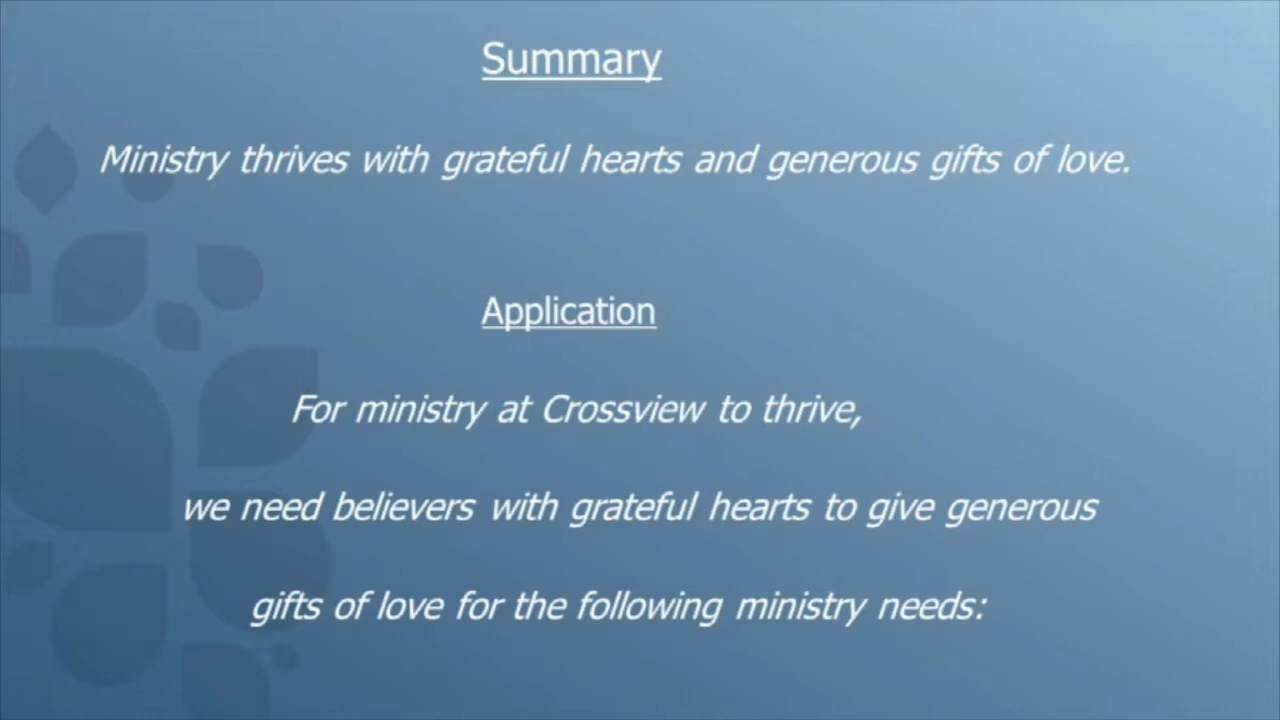 Summary
Ministry thrives with grateful hearts and generous gifts of love.
Application
For ministry at Crossview to thrive,
we need believers with grateful hearts to give generous
gifts of love for the following ministry needs: